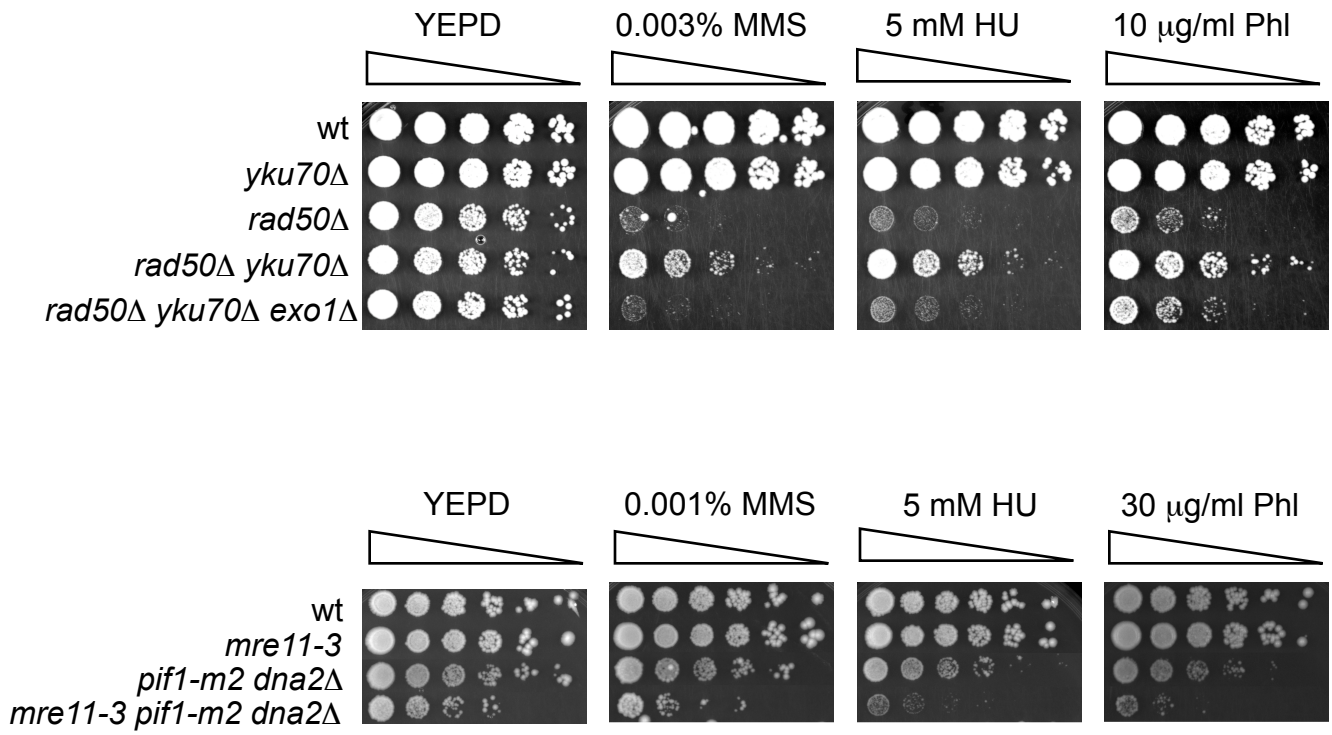 YEPD 0.003% MMS 5 mM HU 10 μg/ml Phl
wt
yku70Δ
rad50Δ
rad50Δ yku70Δ
rad50Δ yku70Δ exo1Δ
YEPD 0.001% MMS 5 mM HU 30 μg/ml Phl
wt
mre11-3
pif1-m2 dna2Δ
mre11-3 pif1-m2 dna2Δ